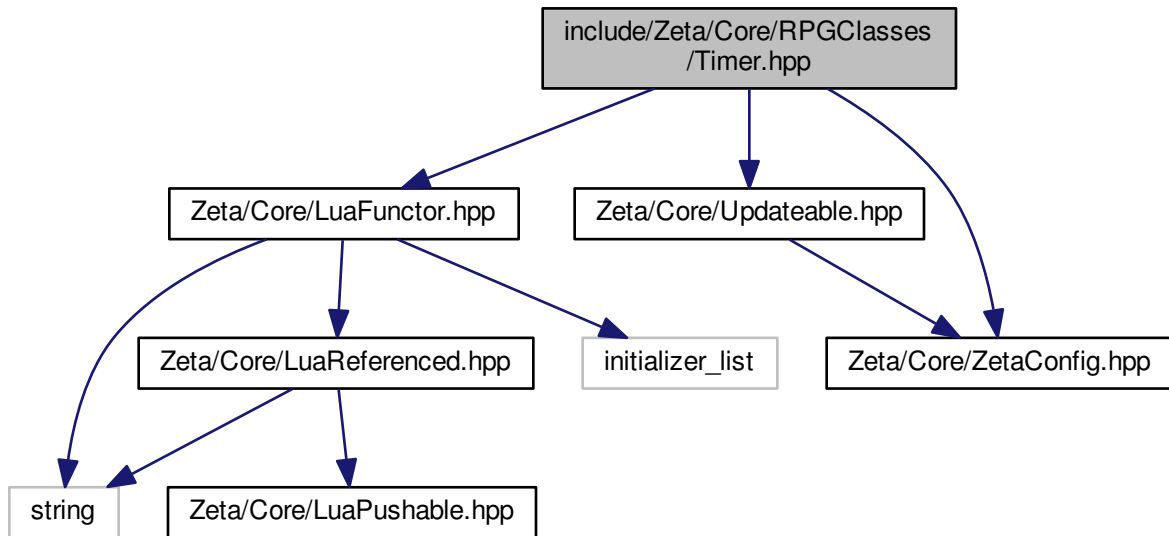 include/Zeta/Core/RPGClasses
/Timer.hpp
Zeta/Core/LuaFunctor.hpp
Zeta/Core/Updateable.hpp
Zeta/Core/LuaReferenced.hpp
initializer_list
Zeta/Core/ZetaConfig.hpp
string
Zeta/Core/LuaPushable.hpp